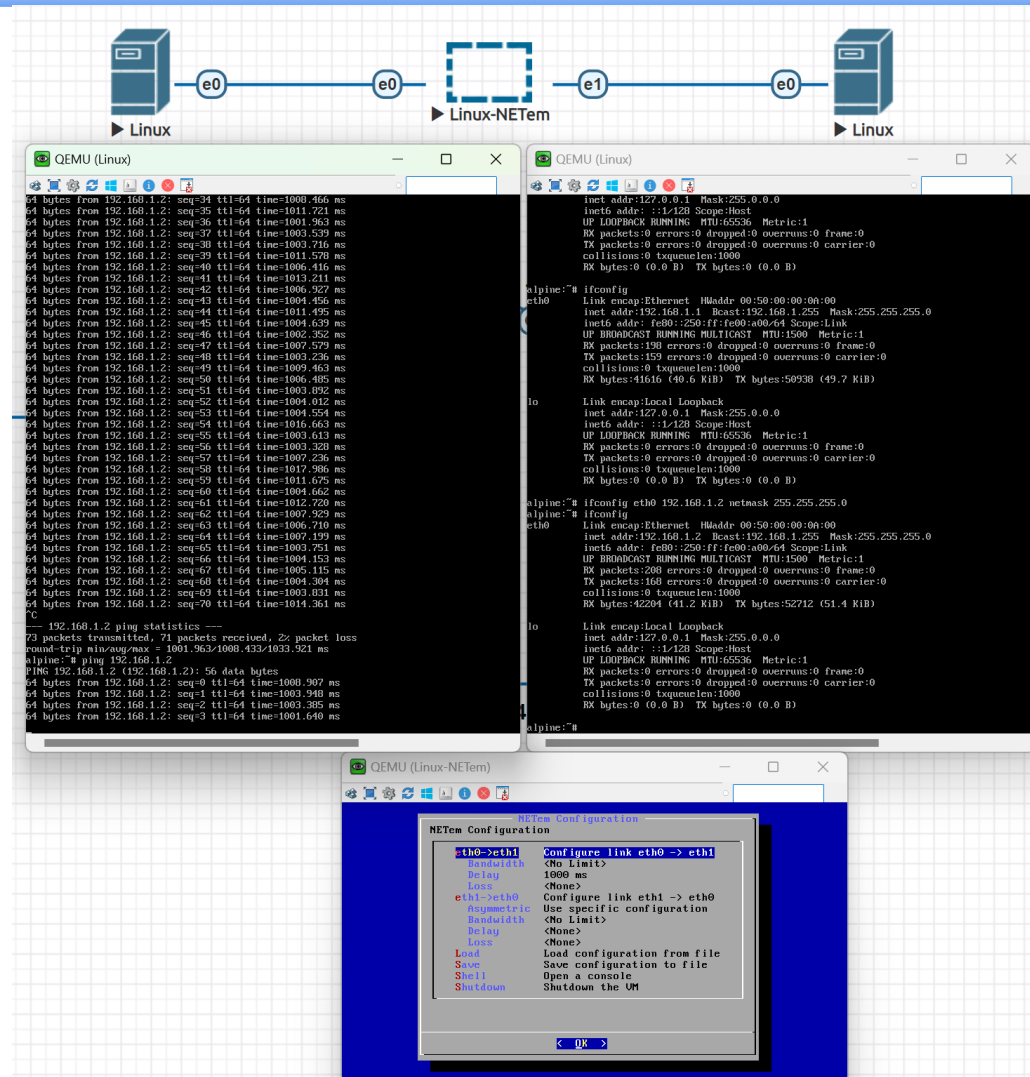 e0
e0
e1
e0
▶ Linux
▶ Linux-NETem
▶ Linux
QEMU (Linux)
64 bytes from 192.168.1.2: seq=34 ttl=64 time=1008.466 ms
64 bytes from 192.168.1.2: seq=35 ttl=64 time=1011.721 ms
64 bytes from 192.168.1.2: seq=36 ttl=64 time=1001.963 ms
64 bytes from 192.168.1.2: seq=37 ttl=64 time=1003.539 ms
64 bytes from 192.168.1.2: seq=38 ttl=64 time=1003.716 ms
64 bytes from 192.168.1.2: seq=39 ttl=64 time=1011.578 ms
64 bytes from 192.168.1.2: seq=40 ttl=64 time=1006.416 ms
64 bytes from 192.168.1.2: seq=41 ttl=64 time=1013.211 ms
64 bytes from 192.168.1.2: seq=42 ttl=64 time=1006.927 ms
64 bytes from 192.168.1.2: seq=43 ttl=64 time=1004.456 ms
64 bytes from 192.168.1.2: seq=44 ttl=64 time=1011.495 ms
64 bytes from 192.168.1.2: seq=45 ttl=64 time=1004.639 ms
64 bytes from 192.168.1.2: seq=46 ttl=64 time=1002.352 ms
64 bytes from 192.168.1.2: seq=47 ttl=64 time=1007.579 ms
64 bytes from 192.168.1.2: seq=48 ttl=64 time=1003.236 ms
64 bytes from 192.168.1.2: seq=49 ttl=64 time=1009.463 ms
64 bytes from 192.168.1.2: seq=50 ttl=64 time=1006.485 ms
64 bytes from 192.168.1.2: seq=51 ttl=64 time=1003.892 ms
64 bytes from 192.168.1.2: seq=52 ttl=64 time=1004.012 ms
64 bytes from 192.168.1.2: seq=53 ttl=64 time=1004.554 ms
64 bytes from 192.168.1.2: seq=54 ttl=64 time=1016.663 ms
64 bytes from 192.168.1.2: seq=55 ttl=64 time=1003.613 ms
64 bytes from 192.168.1.2: seq=56 ttl=64 time=1003.328 ms
64 bytes from 192.168.1.2: seq=57 ttl=64 time=1007.236 ms
64 bytes from 192.168.1.2: seq=58 ttl=64 time=1017.986 ms
64 bytes from 192.168.1.2: seq=59 ttl=64 time=1011.675 ms
64 bytes from 192.168.1.2: seq=60 ttl=64 time=1004.662 ms
64 bytes from 192.168.1.2: seq=61 ttl=64 time=1012.720 ms
64 bytes from 192.168.1.2: seq=62 ttl=64 time=1007.929 ms
64 bytes from 192.168.1.2: seq=63 ttl=64 time=1006.710 ms
64 bytes from 192.168.1.2: seq=64 ttl=64 time=1007.199 ms
64 bytes from 192.168.1.2: seq=65 ttl=64 time=1003.751 ms
64 bytes from 192.168.1.2: seq=66 ttl=64 time=1004.153 ms
64 bytes from 192.168.1.2: seq=67 ttl=64 time=1005.115 ms
64 bytes from 192.168.1.2: seq=68 ttl=64 time=1004.304 ms
64 bytes from 192.168.1.2: seq=69 ttl=64 time=1003.831 ms
64 bytes from 192.168.1.2: seq=70 ttl=64 time=1014.361 ms
^C
--- 192.168.1.2 ping statistics ---
73 packets transmitted, 71 packets received, 2% packet loss
round-trip min/avg/max = 1001.963/1008.433/1033.921 ms
alpine:~# ping 192.168.1.2
PING 192.168.1.2 (192.168.1.2): 56 data bytes
64 bytes from 192.168.1.2: seq=0 ttl=64 time=1008.907 ms
64 bytes from 192.168.1.2: seq=1 ttl=64 time=1003.948 ms
64 bytes from 192.168.1.2: seq=2 ttl=64 time=1003.385 ms
64 bytes from 192.168.1.2: seq=3 ttl=64 time=1001.640 ms
QEMU (Linux)
inet addr:127.0.0.1 Mask:255.0.0.0
inet6 addr: ::1/128 Scope:Host
UP LOOPBACK RUNNING MTU:65536 Metric:1
RX packets:0 errors:0 dropped:0 overruns:0 frame:0
TX packets:0 errors:0 dropped:0 overruns:0 carrier:0
collisions:0 txqueuelen:1000
RX bytes:0 (0.0 B) TX bytes:0 (0.0 B)
alpine:~# ifconfig
eth0 Link encap:Ethernet HWaddr 00:50:00:00:0A:00
inet addr:192.168.1.1 Bcast:192.168.1.255 Mask:255.255.255.0
inet6 addr: fe80::250:ff:fe00:a00/64 Scope:Link
UP BROADCAST RUNNING MULTICAST MTU:1500 Metric:1
RX packets:198 errors:0 dropped:0 overruns:0 frame:0
TX packets:159 errors:0 dropped:0 overruns:0 carrier:0
collisions:0 txqueuelen:1000
RX bytes:41616 (40.6 KiB) TX bytes:50938 (49.7 KiB)
lo Link encap:Local Loopback
inet addr:127.0.0.1 Mask:255.0.0.0
inet6 addr: ::1/128 Scope:Host
UP LOOPBACK RUNNING MTU:65536 Metric:1
RX packets:0 errors:0 dropped:0 overruns:0 frame:0
TX packets:0 errors:0 dropped:0 overruns:0 carrier:0
collisions:0 txqueuelen:1000
RX bytes:0 (0.0 B) TX bytes:0 (0.0 B)
alpine:~# ifconfig eth0 192.168.1.2 netmask 255.255.255.0
alpine:~# ifconfig
eth0 Link encap:Ethernet HWaddr 00:50:00:00:0A:00
inet addr:192.168.1.2 Bcast:192.168.1.255 Mask:255.255.255.0
inet6 addr: fe80::250:ff:fe00:a00/64 Scope:Link
UP BROADCAST RUNNING MULTICAST MTU:1500 Metric:1
RX packets:208 errors:0 dropped:0 overruns:0 frame:0
TX packets:168 errors:0 dropped:0 overruns:0 carrier:0
collisions:0 txqueuelen:1000
RX bytes:42204 (41.2 KiB) TX bytes:52712 (51.4 KiB)
lo Link encap:Local Loopback
inet addr:127.0.0.1 Mask:255.0.0.0
inet6 addr: ::1/128 Scope:Host
UP LOOPBACK RUNNING MTU:65536 Metric:1
RX packets:0 errors:0 dropped:0 overruns:0 frame:0
TX packets:0 errors:0 dropped:0 overruns:0 carrier:0
collisions:0 txqueuelen:1000
RX bytes:0 (0.0 B) TX bytes:0 (0.0 B)
alpine:~#
QEMU (Linux-NETem)
NETem Configuration
NETem Configuration
eth0->eth1 Configure link eth0 -> eth1
Bandwidth <No Limit>
Delay 1000 ms
Loss <None>
eth1->eth0 Configure link eth1 -> eth0
Asymmetric Use specific configuration
Bandwidth <No Limit>
Delay <None>
Loss <None>
Load Load configuration from file
Save Save configuration to file
Shell Open a console
Shutdown Shutdown the VM
< OK >